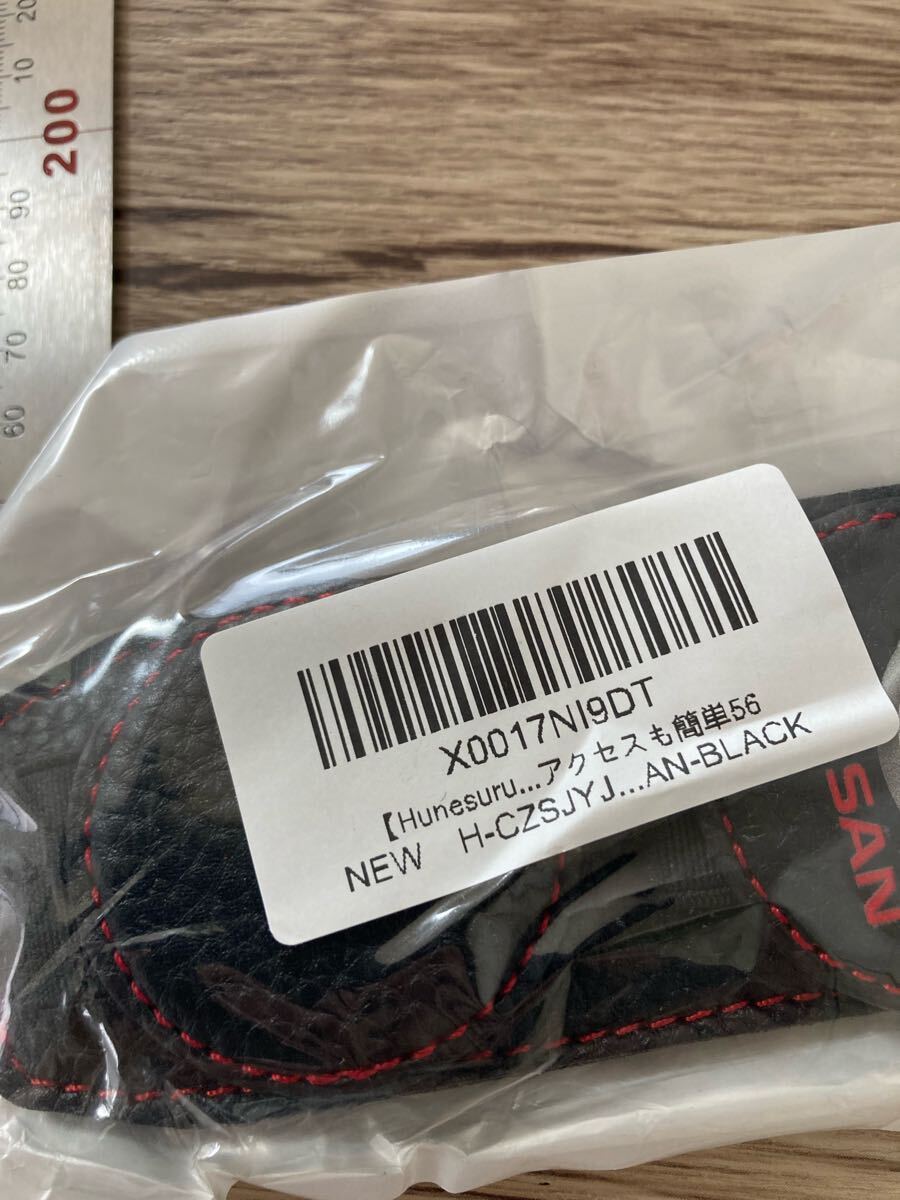 20
10
200
90
80
70
60
X0017NI9DT
【Hunesuru...アクセスも簡単56
NEW H-CZSJYJ...AN-BLACK
SAN